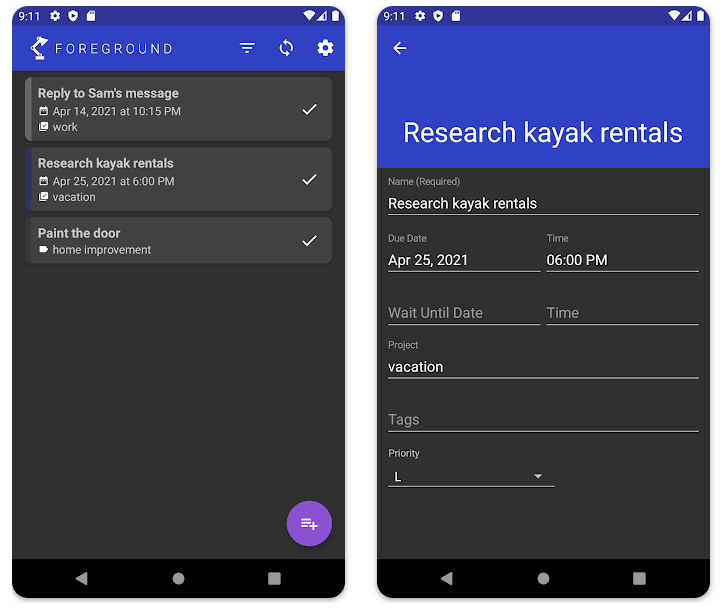 9:11
FOREGROUND
Reply to Sam's message
Apr 14, 2021 at 10:15 PM
work
Research kayak rentals
Apr 25, 2021 at 6:00 PM
vacation
Paint the door
home improvement
9:11
Research kayak rentals
Name (Required)
Research kayak rentals
Due Date Time
Apr 25, 2021 06:00 PM
Wait Until Date Time
Project
vacation
Tags
Priority
L